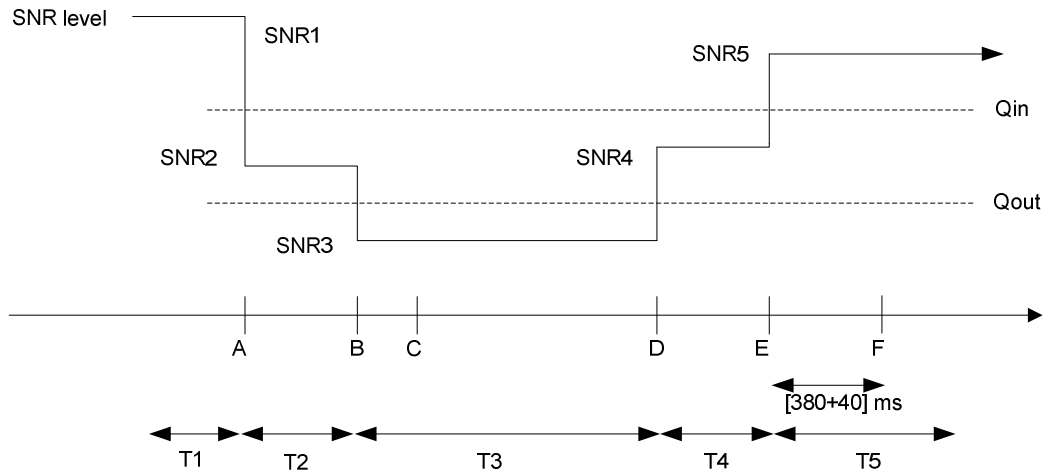 SNR level
SNR1
SNR5
Qin
SNR2
SNR4
Qout
SNR3
A
B
C
D
E
F
[380+40] ms
T1
T2
T3
T4
T5